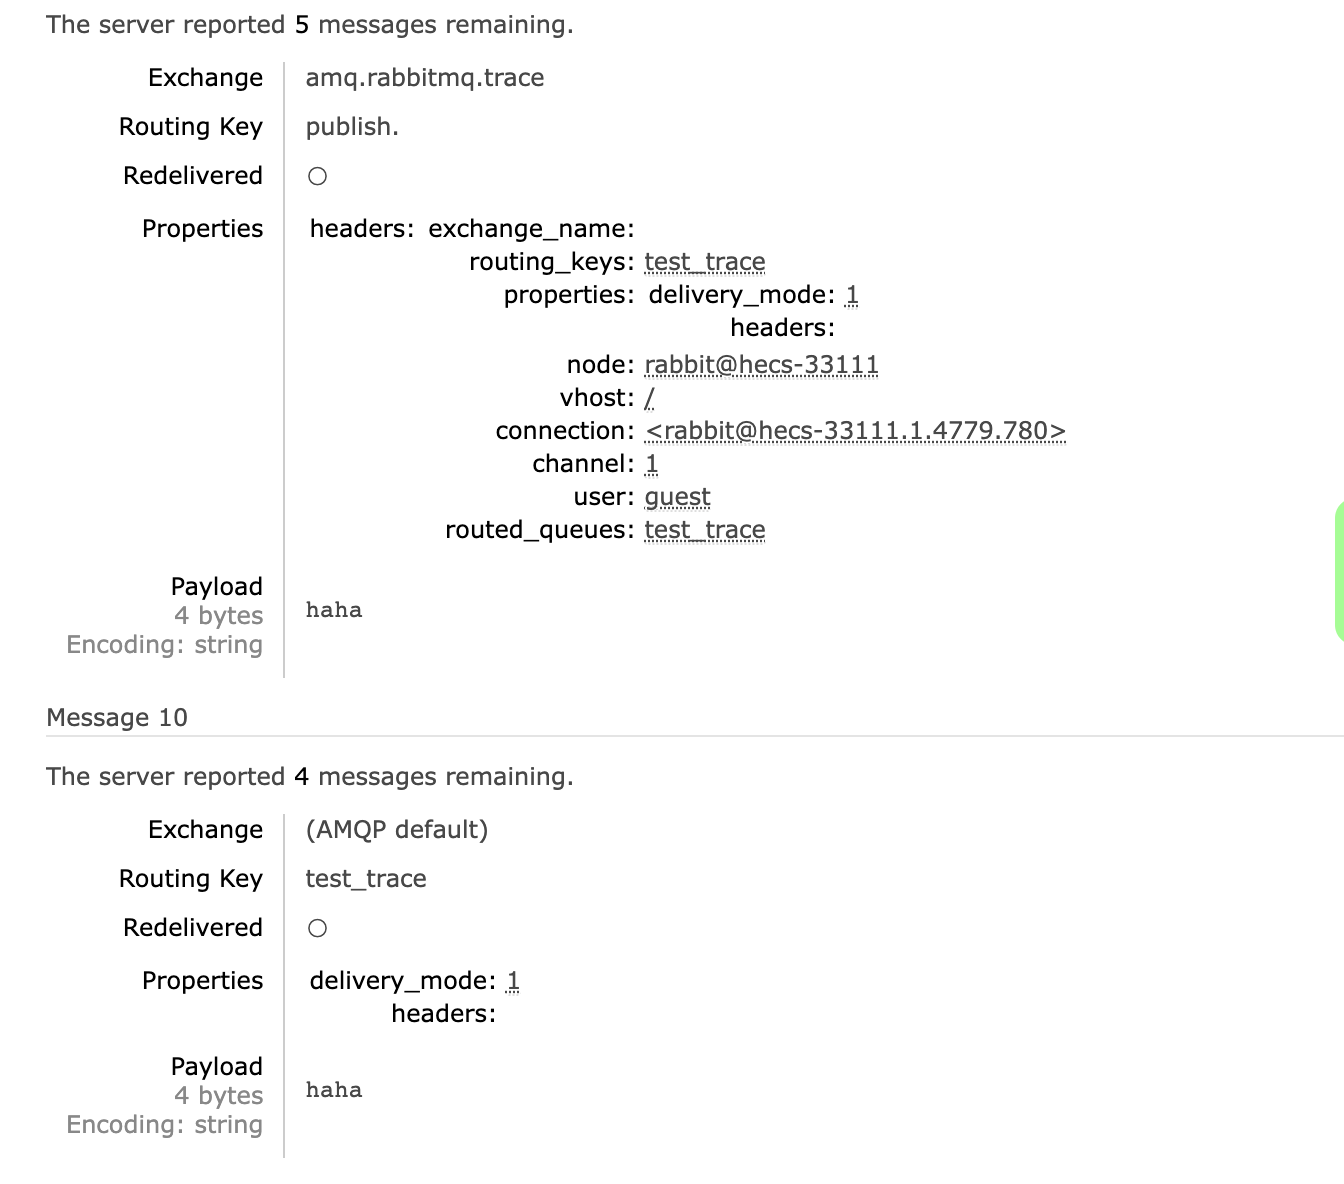 The server reported 5 messages remaining.
Exchange amq.rabbitmq.trace
Routing Key publish.
Redelivered ○
Properties headers: exchange_name:
routing_keys: test_trace
properties: delivery_mode: 1
headers:
node: rabbit@hecs-33111
vhost: /
connection: <rabbit@hecs-33111.1.4779.780>
channel: 1
user: guest
routed_queues: test_trace
Payload
4 bytes
haha
Encoding: string
Message 10
The server reported 4 messages remaining.
Exchange (AMQP default)
Routing Key test_trace
Redelivered ○
Properties delivery_mode: 1
headers:
Payload
4 bytes
haha
Encoding: string